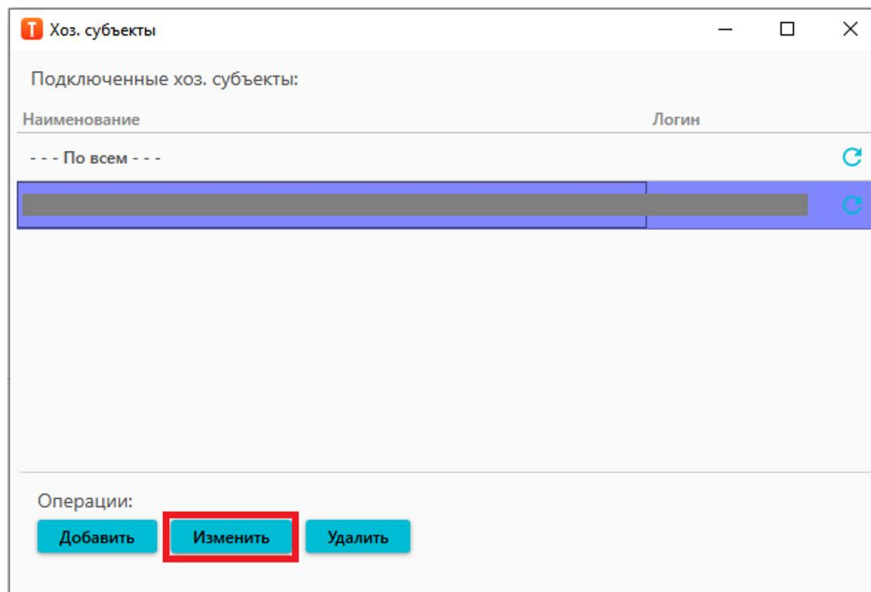 Хоз. субъекты
Подключенные хоз. субъекты:
Наименование Логин
- - - По всем - - -
Операции:
Добавить Изменить Удалить